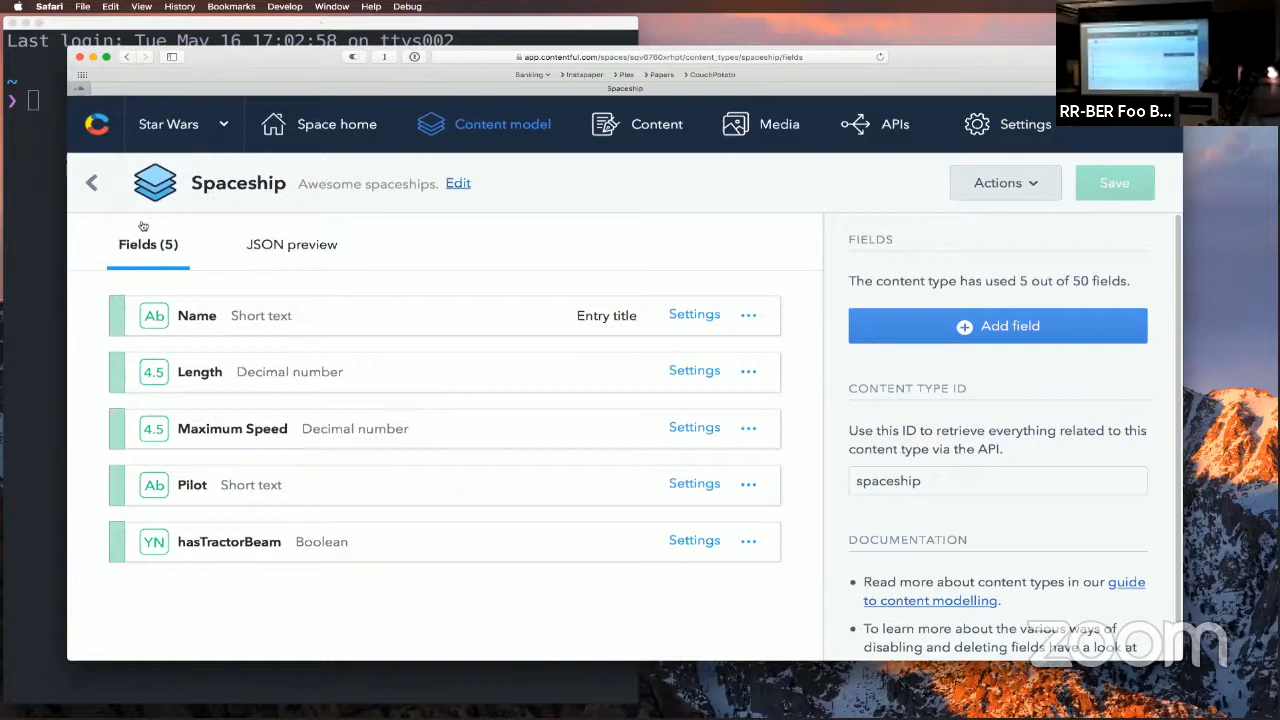 Safari File Edit View History Bookmarks Develop Window Help Debug
Last login: Tue May 16 17:02:58 on ttys002
~
❯
app.contentful.com/spaces/sqv6760xrhpt/content_types/spaceship/fields
Banking Instapaper Plex Papers CouchPotato
Spaceship
RR-BER Foo B...
Star Wars Space home Content model Content Media APIs Settings
Spaceship Awesome spaceships. Edit Actions Save
Fields (5) JSON preview
Ab Name Short text Entry title Settings ...
4.5 Length Decimal number Settings ...
4.5 Maximum Speed Decimal number Settings ...
Ab Pilot Short text Settings ...
YN hasTractorBeam Boolean Settings ...
FIELDS
The content type has used 5 out of 50 fields.
Add field
CONTENT TYPE ID
Use this ID to retrieve everything related to this
content type via the API.
spaceship
DOCUMENTATION
• Read more about content types in our guide
to content modelling.
• To learn more about the various ways of
disabling and deleting fields have a look at
zoom